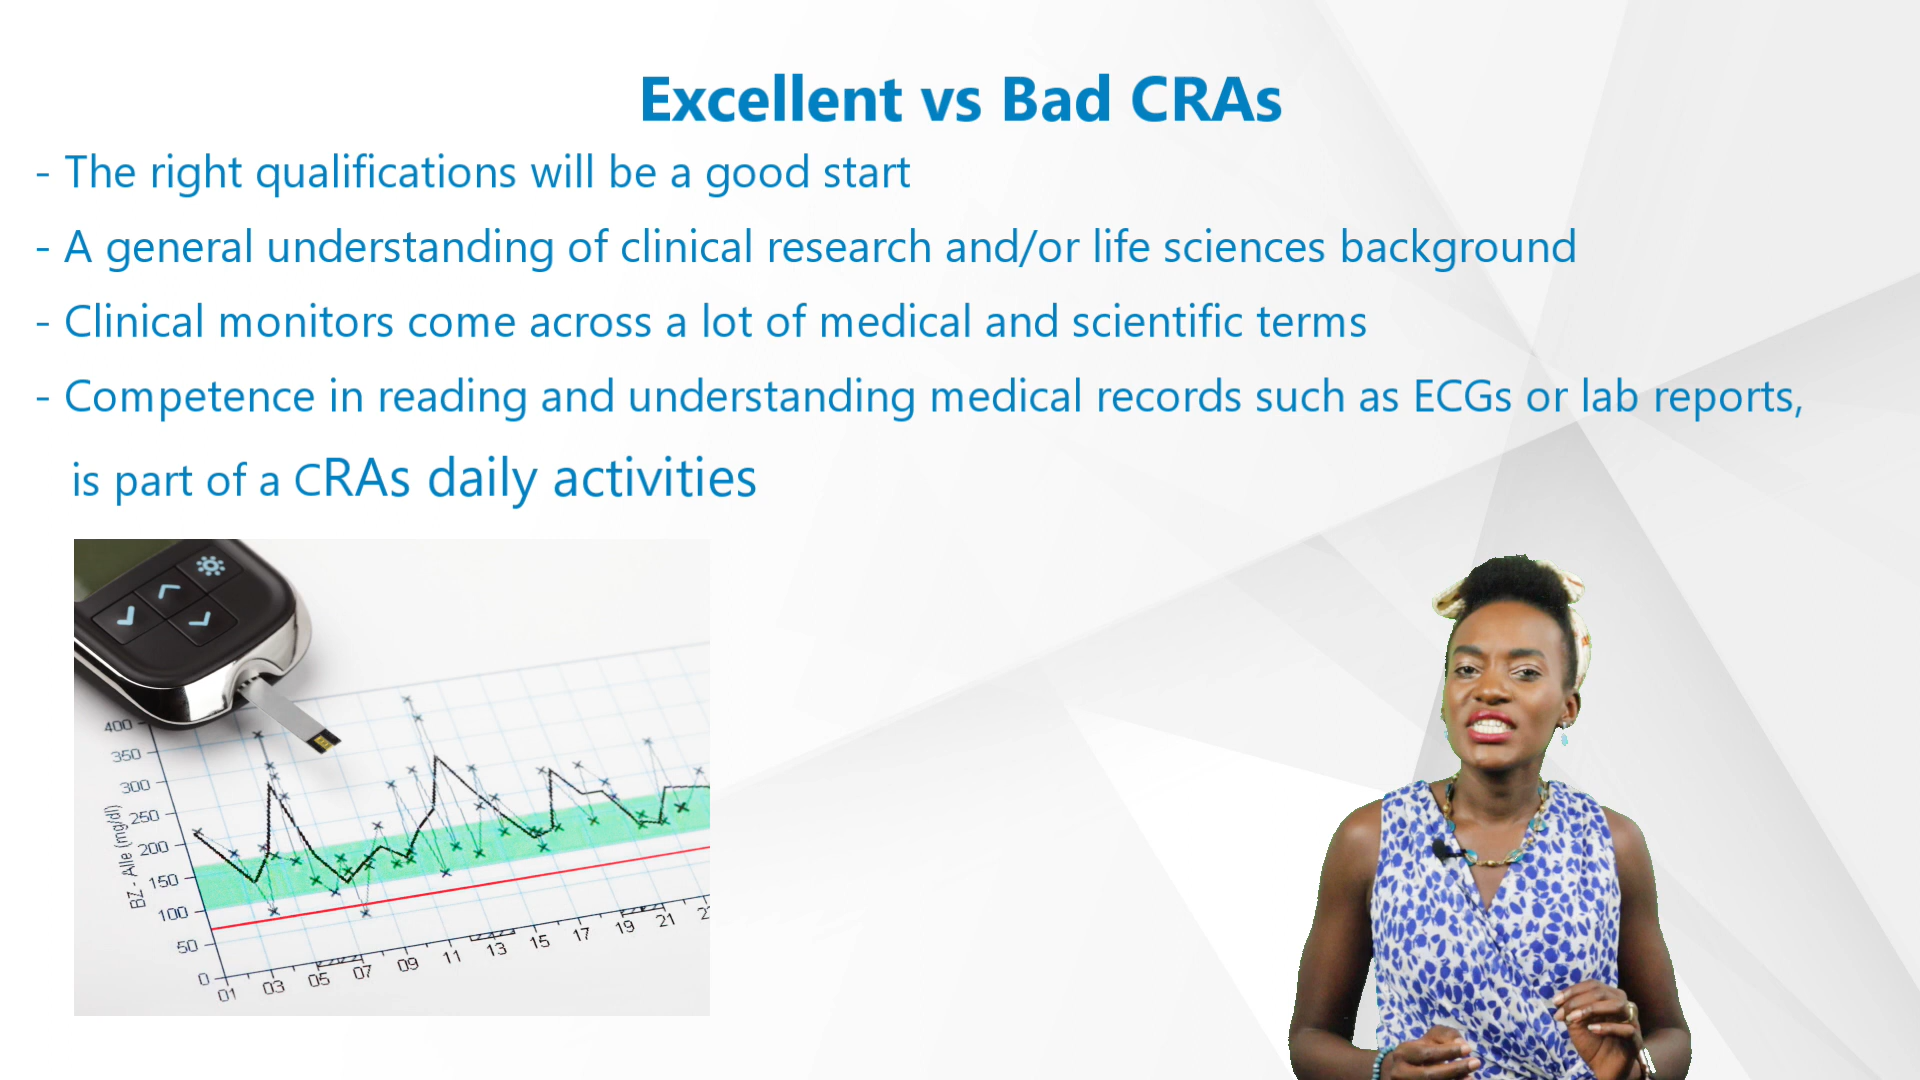 Excellent vs Bad CRAs
- The right qualifications will be a good start
- A general understanding of clinical research and/or life sciences background
- Clinical monitors come across a lot of medical and scientific terms
- Competence in reading and understanding medical records such as ECGs or lab reports,
is part of a CRAs daily activities
400
350
300
250
200
150
100
50
0
BZ - Alle (mg/dl)
01 03 05 07 09 11 13 15 17 19 21